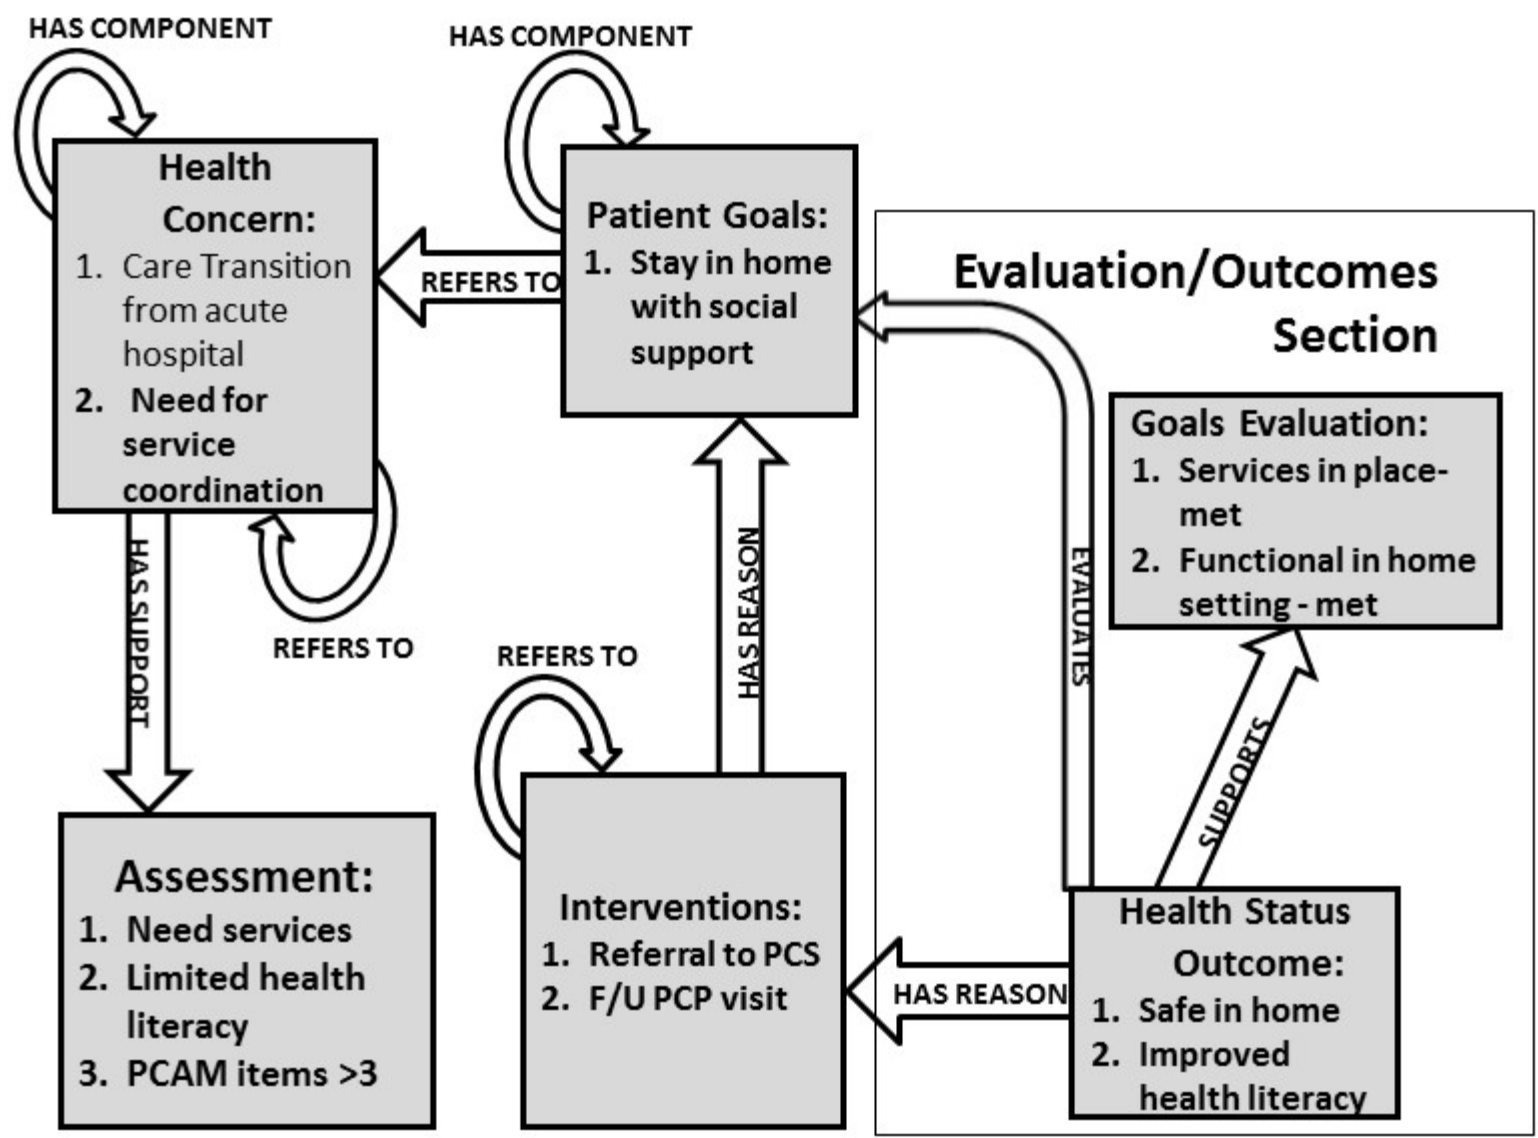 HAS COMPONENT
Health
Concern:
1. Care Transition
from acute
hospital
2. Need for
service
coordination
REFERS TO
HAS SUPPORT
Assessment:
1. Need services
2. Limited health
literacy
3. PCAM items >3
HAS COMPONENT
Patient Goals:
1. Stay in home
with social
support
REFERS TO
HAS REASON
REFERS TO
Interventions:
1. Referral to PCS
2. F/U PCP visit
Evaluation/Outcomes
Section
Goals Evaluation:
1. Services in place-
met
2. Functional in home
setting - met
EVALUATES
SUPPORTS
Health Status
Outcome:
1. Safe in home
2. Improved
health literacy
HAS REASON